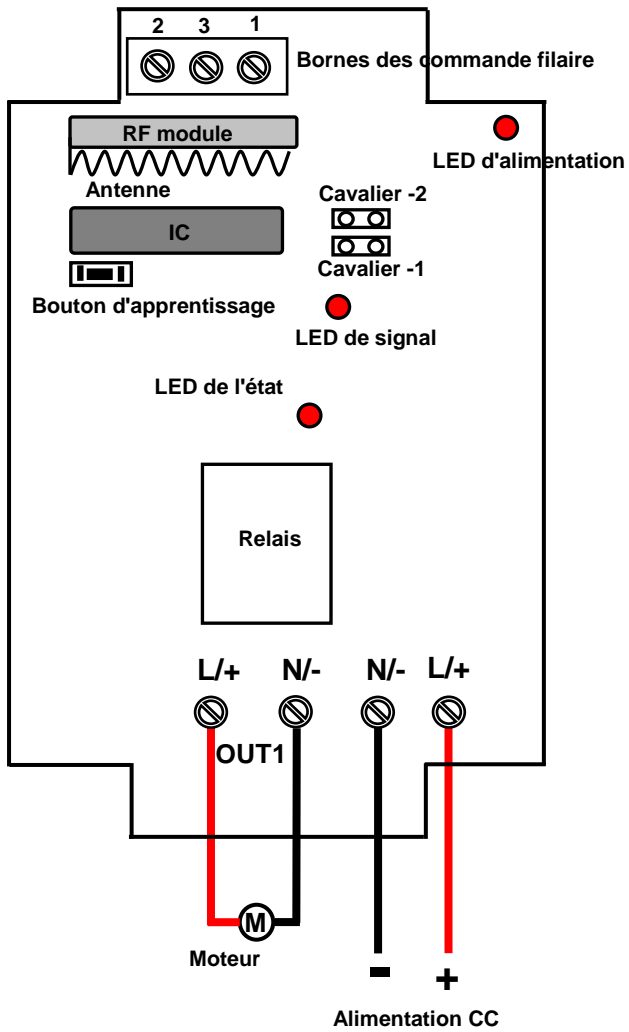 2 3 1
Bornes des commande filaire
RF module
LED d'alimentation
Antenne
Cavalier -2
IC
Cavalier -1
Bouton d'apprentissage
LED de signal
LED de l'état
Relais
L/+ N/- N/- L/+
OUT1
M
Moteur
- +
Alimentation CC